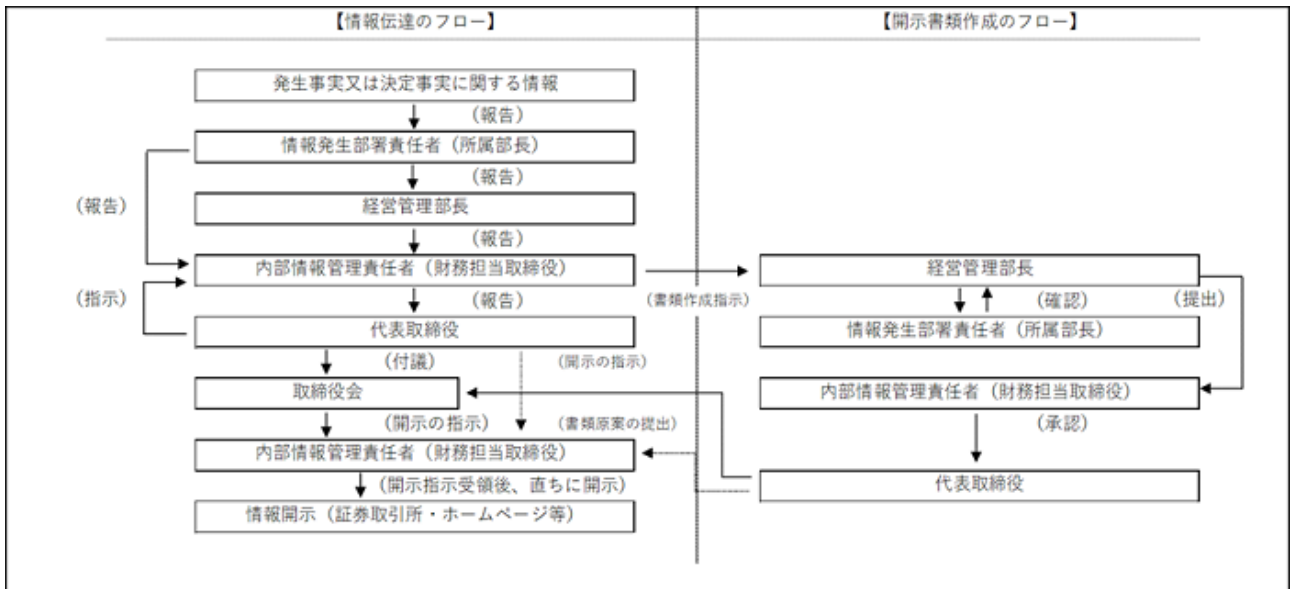 【情報伝達のフロー】
【開示書類作成のフロー】
発生事実又は決定事実に関する情報
(報告)
情報発生部署責任者（所属部長）
(報告)
(報告)
経営管理部長
(報告)
内部情報管理責任者（財務担当取締役）
(指示)
(報告)
代表取締役
(付議)
(開示の指示)
取締役会
(開示の指示)
(書類原案の提出)
内部情報管理責任者（財務担当取締役）
(開示指示受領後、直ちに開示)
情報開示（証券取引所・ホームページ等）
(書類作成指示)
経営管理部長
(確認)
(提出)
情報発生部署責任者（所属部長）
内部情報管理責任者（財務担当取締役）
(承認)
代表取締役